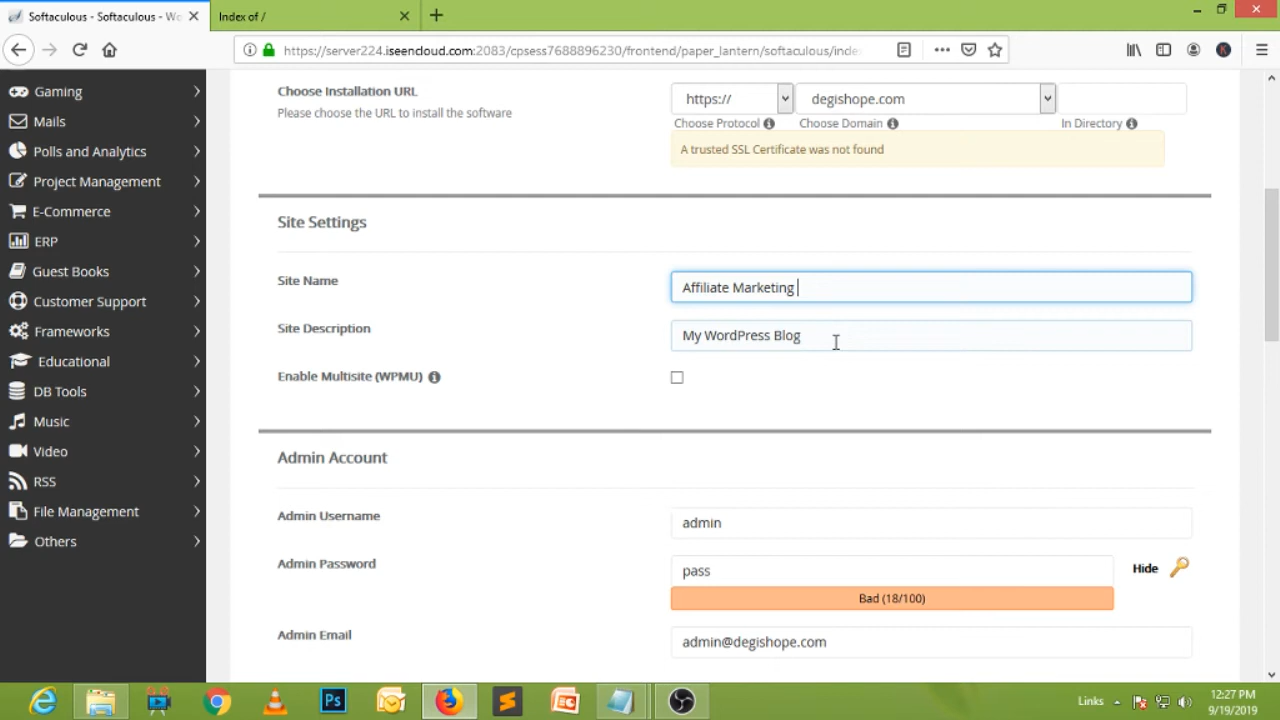 Softaculous - Softaculous - Wo
Index of /
https://server224.iseencloud.com:2083/cpsess7688896230/frontend/paper_lantern/softaculous/inde
Gaming
Mails
Polls and Analytics
Project Management
E-Commerce
ERP
Guest Books
Customer Support
Frameworks
Educational
DB Tools
Music
Video
RSS
File Management
Others
Choose Installation URL
Please choose the URL to install the software
https://
degishope.com
Choose Protocol
Choose Domain
In Directory
A trusted SSL Certificate was not found
Site Settings
Site Name
Affiliate Marketing
Site Description
My WordPress Blog
Enable Multisite (WPMU)
Admin Account
Admin Username
admin
Admin Password
pass
Hide
Bad (18/100)
Admin Email
admin@degishope.com
Links
12:27 PM
9/19/2019